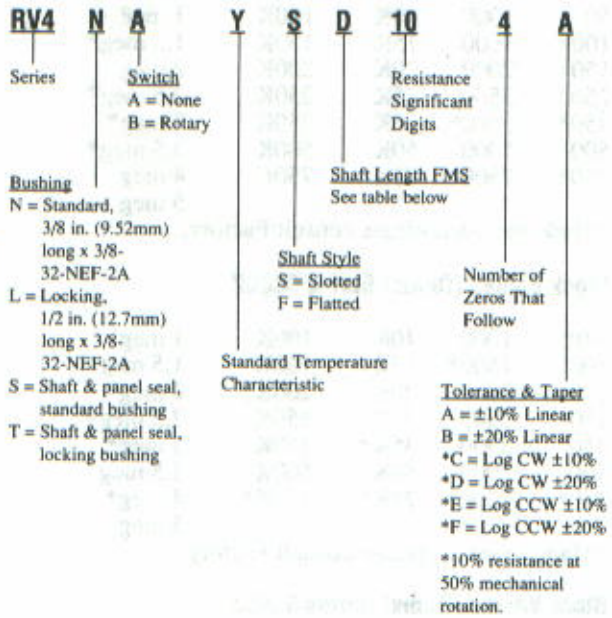 RV4 N A Y S D 10 4 A
Series
Switch
A = None
B = Rotary
Resistance
Significant
Digits
Bushing
N = Standard,
3/8 in. (9.52mm)
long x 3/8-
32-NEF-2A
L = Locking,
1/2 in. (12.7mm)
long x 3/8-
32-NEF-2A
S = Shaft & panel seal,
standard bushing
T = Shaft & panel seal,
locking bushing
Shaft Length FMS
See table below
Shaft Style
S = Slotted
F = Flatted
Number of
Zeros That
Follow
Standard Temperature
Characteristic
Tolerance & Taper
A = ±10% Linear
B = ±20% Linear
*C = Log CW ±10%
*D = Log CW ±20%
*E = Log CCW ±10%
*F = Log CCW ±20%
*10% resistance at
50% mechanical
rotation.